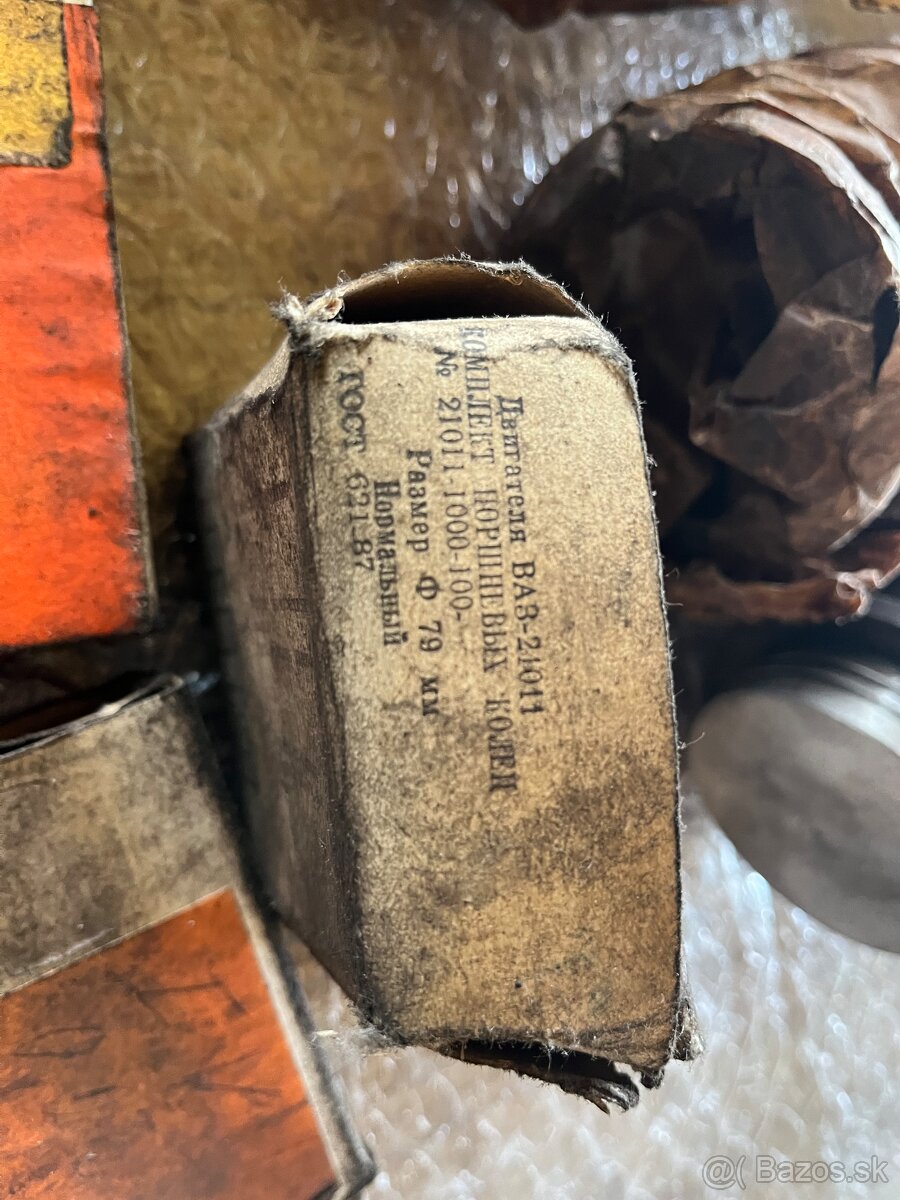 Двигателя ВАЗ-21011
КОМПЛЕКТ ПОРШНЕВЫХ КОЛЕЦ
№ 21011-1000-100-
Размер Ф 79 мм
Нормальный
ГОСТ 621-87
@( Bazos.sk